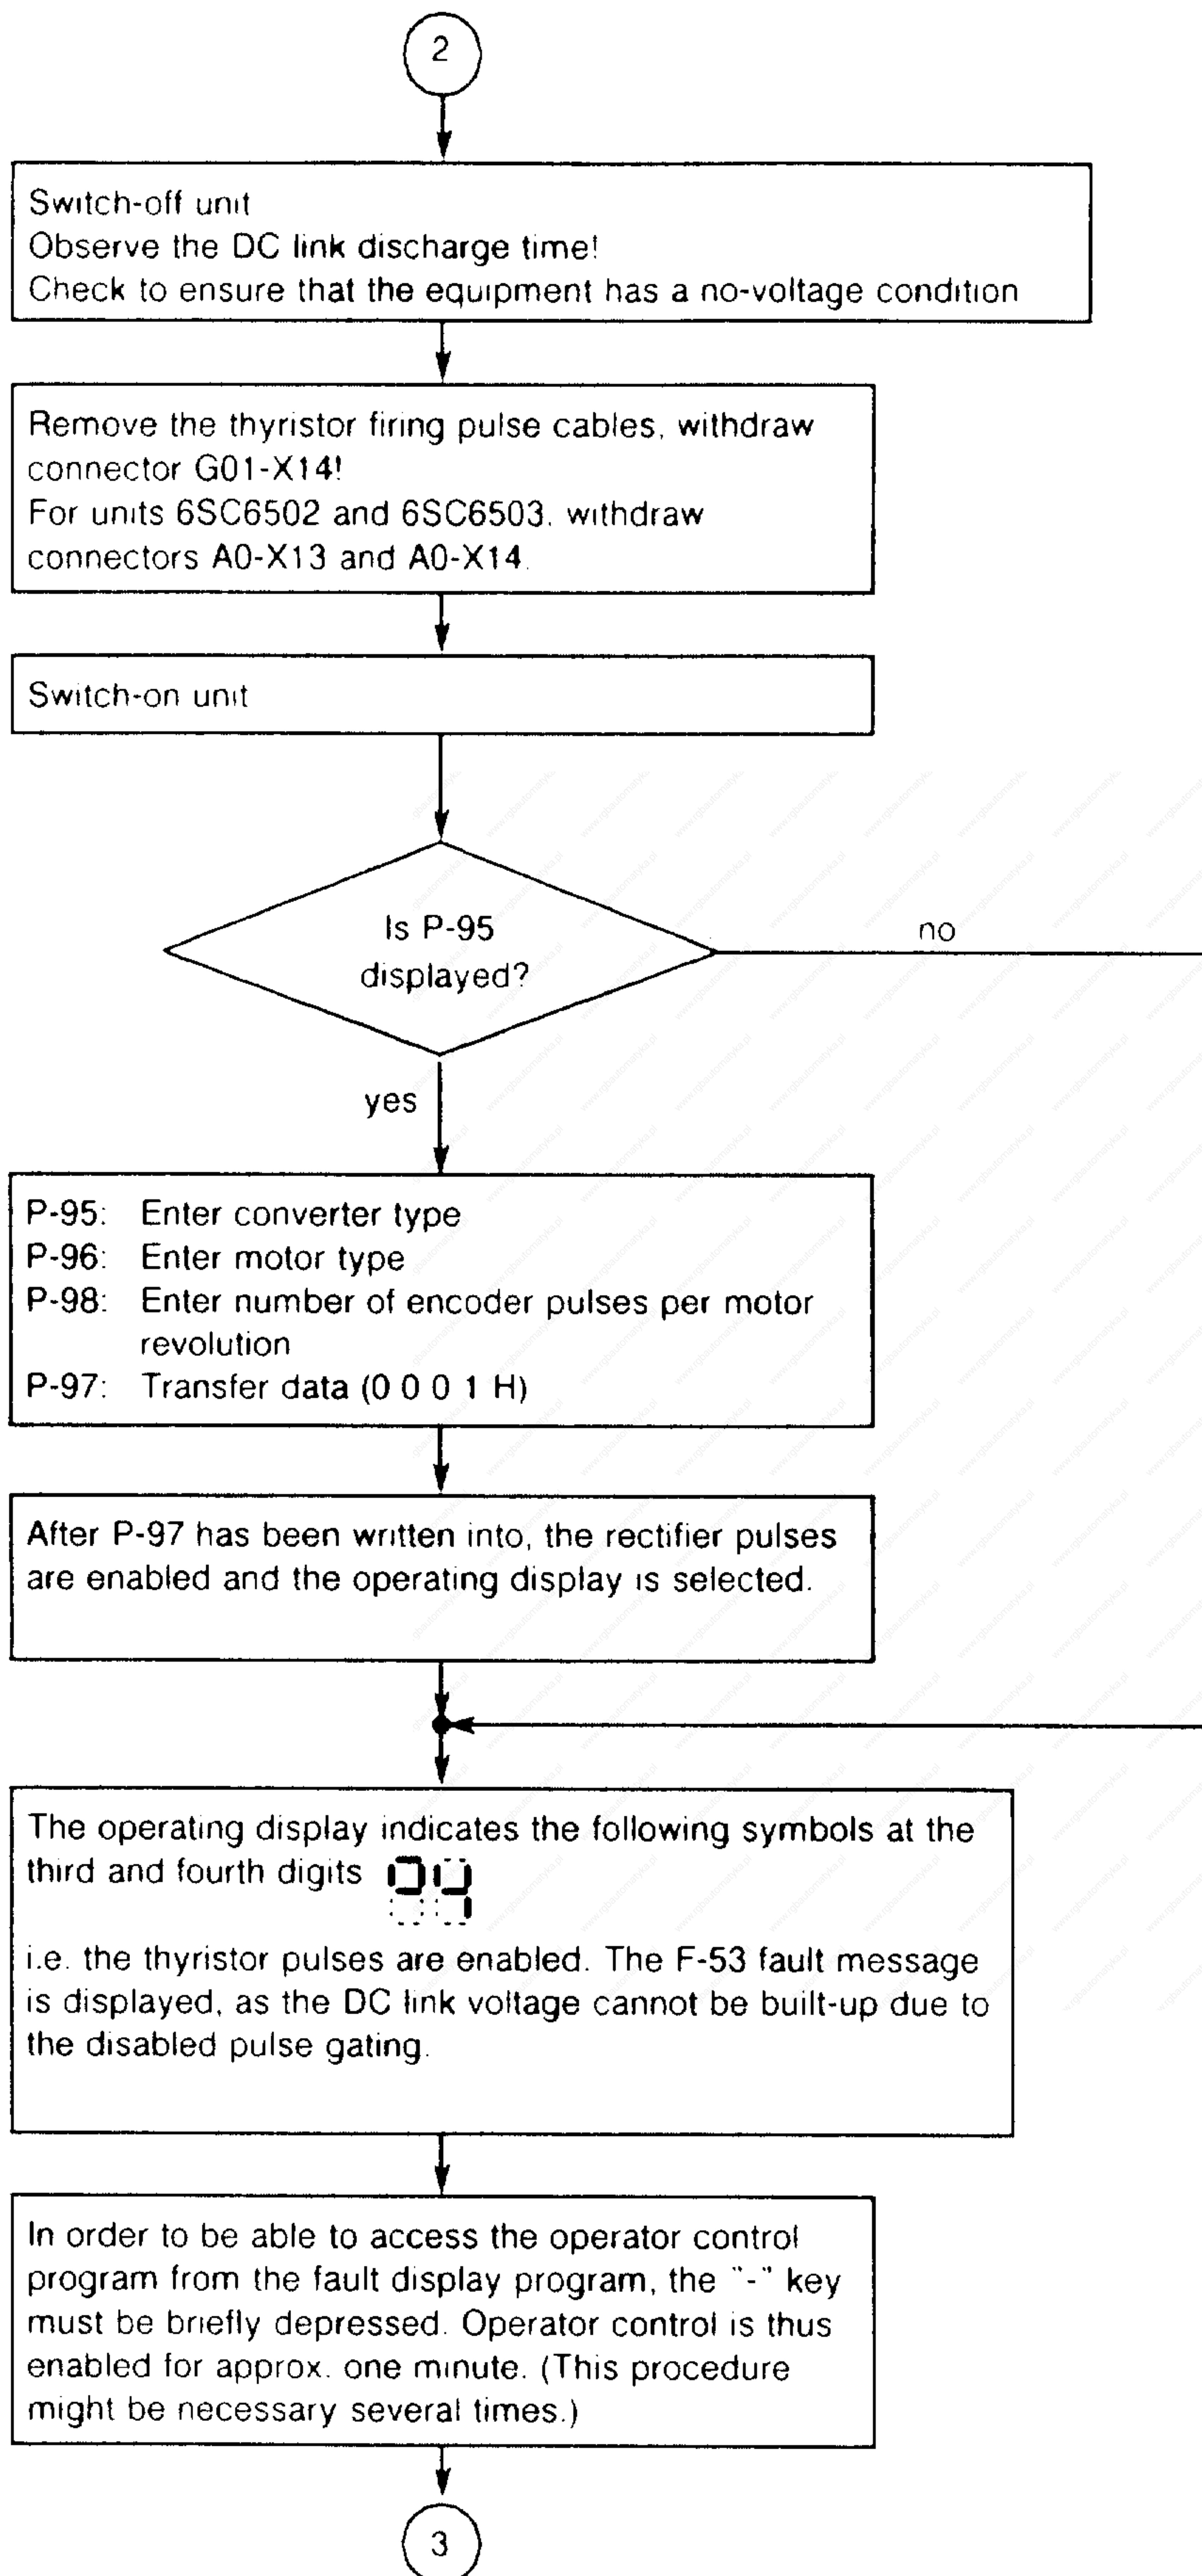 2
Switch-off unit
Observe the DC link discharge time!
Check to ensure that the equipment has a no-voltage condition
Remove the thyristor firing pulse cables, withdraw
connector G01-X14!
For units 6SC6502 and 6SC6503. withdraw
connectors A0-X13 and A0-X14.
Switch-on unit
Is P-95
displayed?
no
yes
P-95: Enter converter type
P-96: Enter motor type
P-98: Enter number of encoder pulses per motor
revolution
P-97: Transfer data (0 0 0 1 H)
After P-97 has been written into, the rectifier pulses
are enabled and the operating display is selected.
The operating display indicates the following symbols at the
third and fourth digits
i.e. the thyristor pulses are enabled. The F-53 fault message
is displayed, as the DC link voltage cannot be built-up due to
the disabled pulse gating.
In order to be able to access the operator control
program from the fault display program, the "-" key
must be briefly depressed. Operator control is thus
enabled for approx. one minute. (This procedure
might be necessary several times.)
3
www.rgbautomatyka.pl